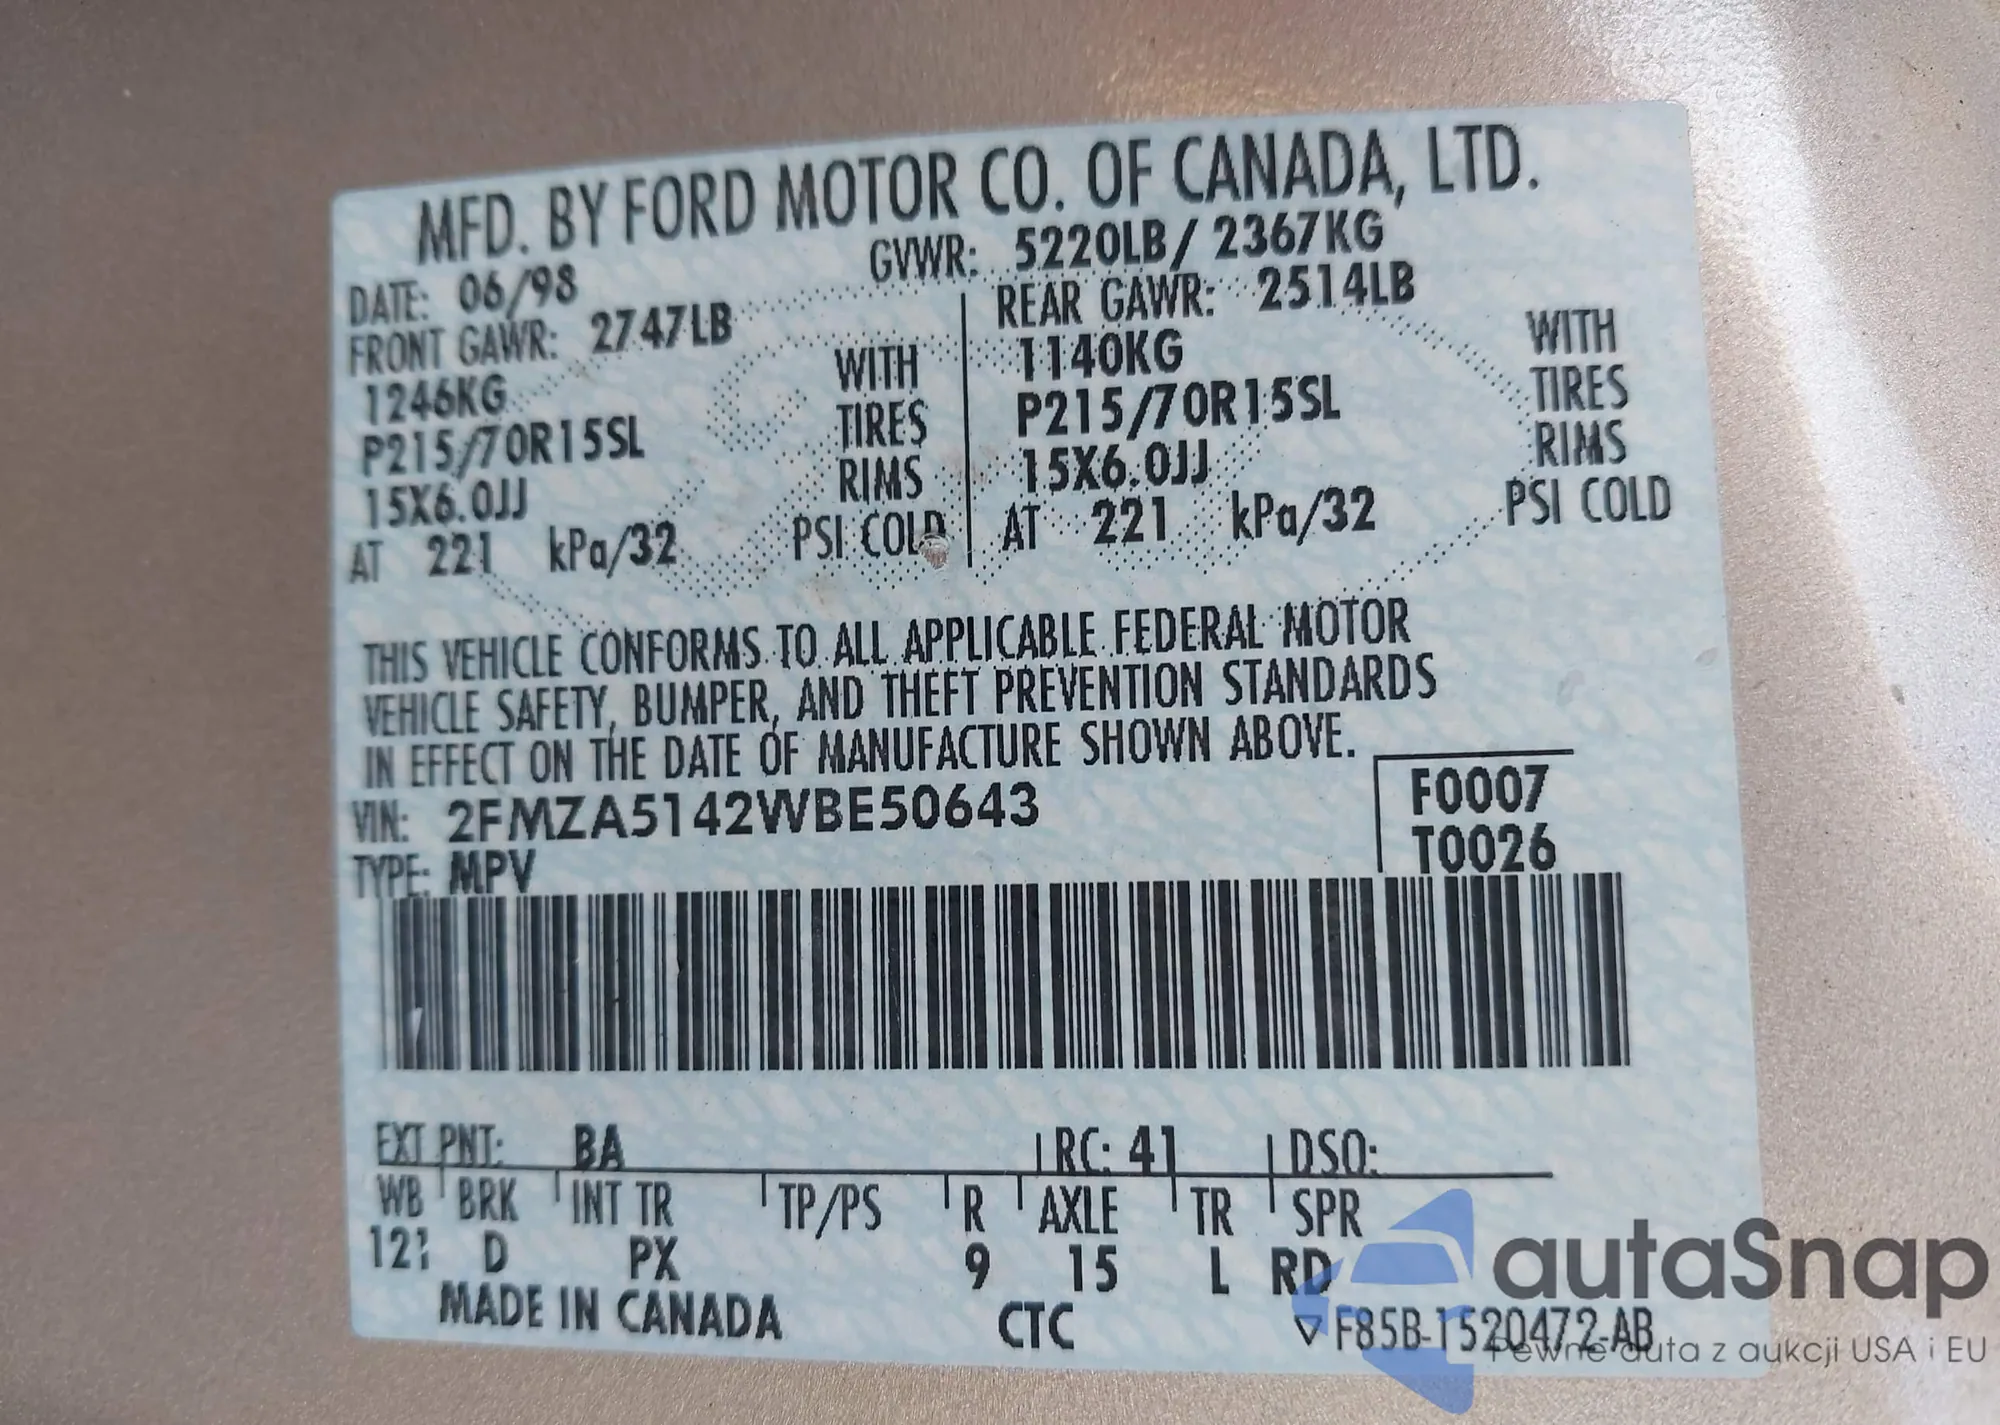 MFD. BY FORD MOTOR CO. OF CANADA, LTD.
DATE: 06/98 GVWR: 5220LB/ 2367KG
FRONT GAWR: 2747LB REAR GAWR: 2514LB
1246KG WITH 1140KG WITH
P215/70R15SL TIRES P215/70R15SL TIRES
15X6.0JJ RIMS 15X6.0JJ RIMS
AT 221 kPa/32 PSI COLD AT 221 kPa/32 PSI COLD
THIS VEHICLE CONFORMS TO ALL APPLICABLE FEDERAL MOTOR
VEHICLE SAFETY, BUMPER, AND THEFT PREVENTION STANDARDS
IN EFFECT ON THE DATE OF MANUFACTURE SHOWN ABOVE.
VIN: 2FMZA5142WBE50643 F0007
TYPE: MPV T0026
EXT PNT: BA RC: 41 DSO:
WB BRK INT TR TP/PS R AXLE TR SPR
121 D PX 9 15 L RD
MADE IN CANADA CTC F85B-1520472-AB
autaSnap
Pewne auta z aukcji USA i EU